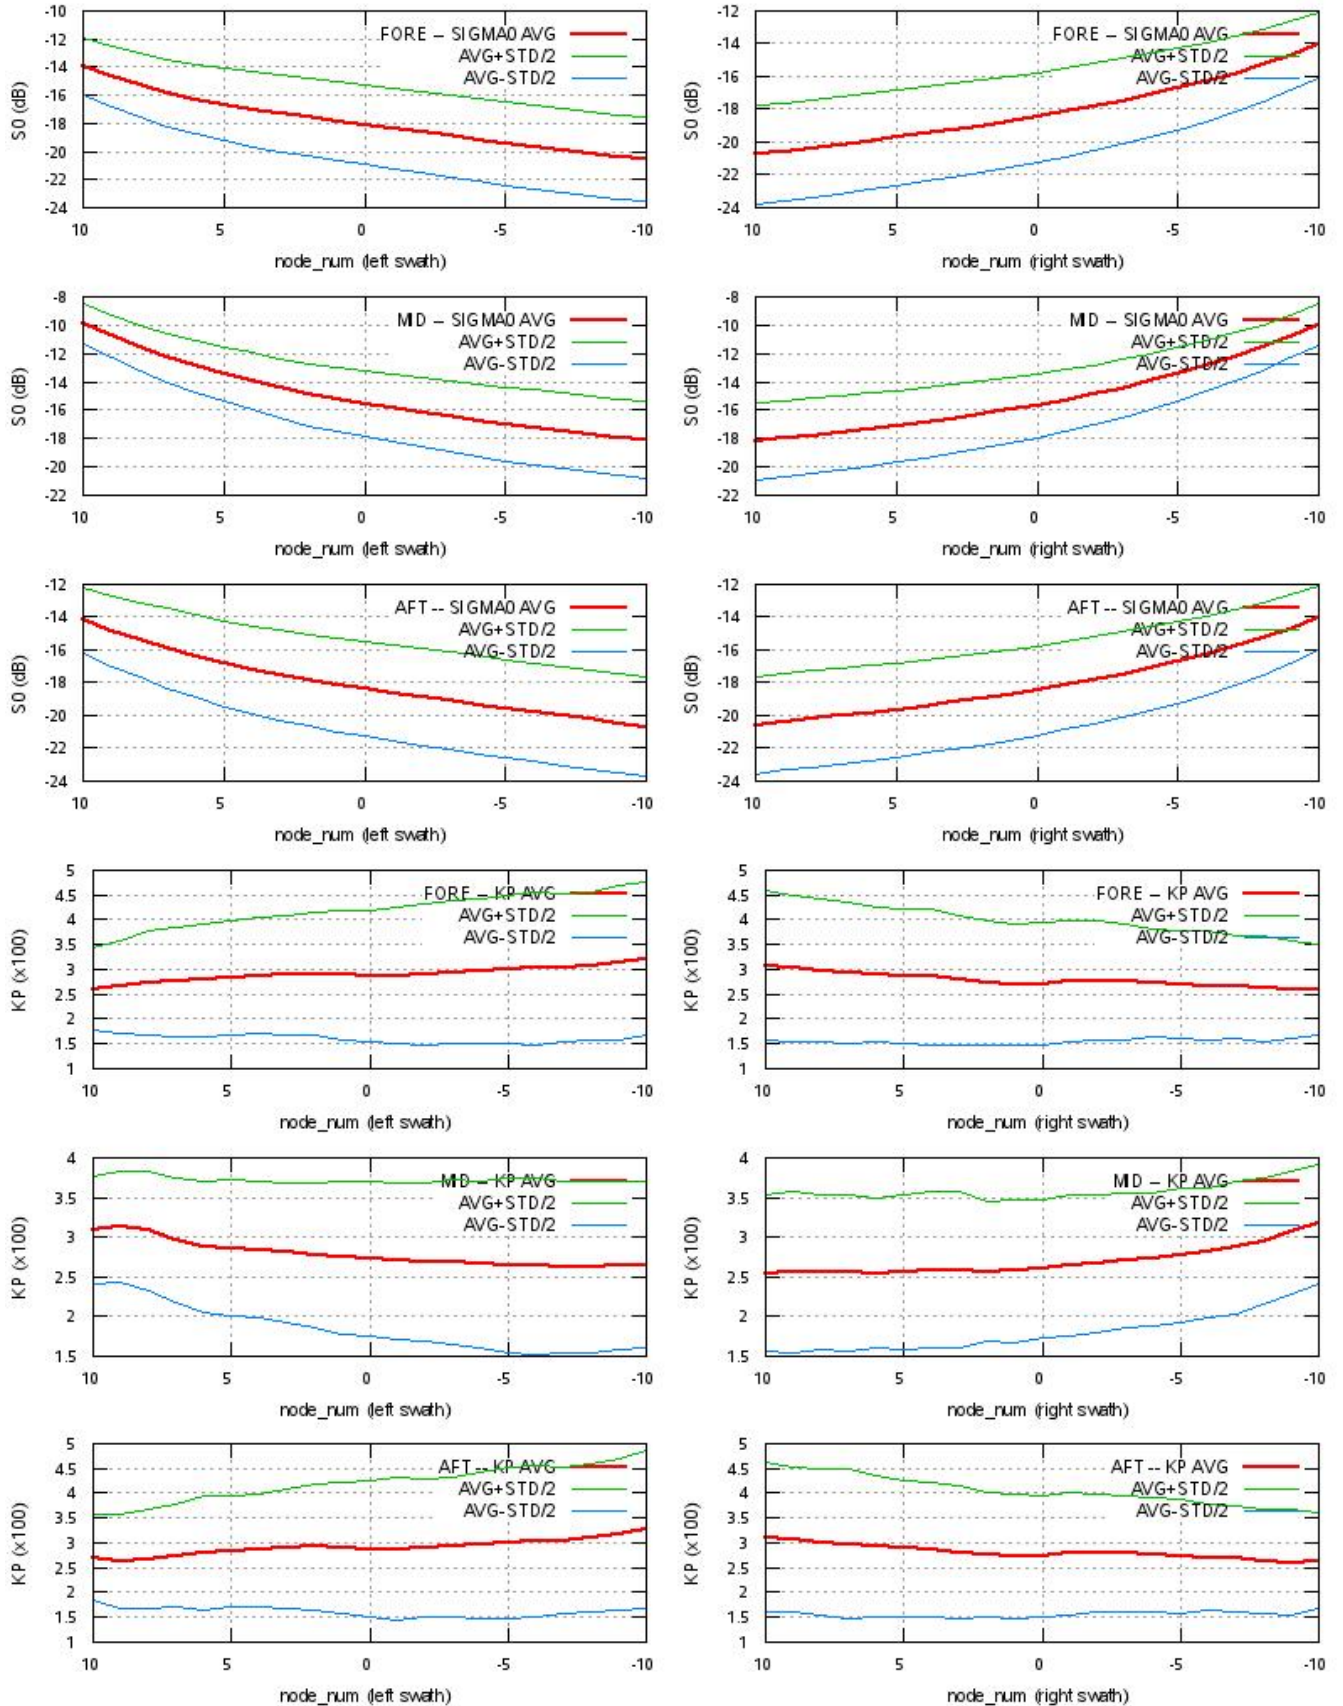 FORE – SIGMA0 AVG
AVG+STD/2
AVG-STD/2
S0 (dB)
-10
-12
-14
-16
-18
-20
-22
-24
10 5 0 -5 -10
node_num (left swath)
FORE – SIGMA0 AVG
AVG+STD/2
AVG-STD/2
S0 (dB)
-12
-14
-16
-18
-20
-22
-24
10 5 0 -5 -10
node_num (right swath)
MID – SIGMA0 AVG
AVG+STD/2
AVG-STD/2
S0 (dB)
-8
-10
-12
-14
-16
-18
-20
-22
10 5 0 -5 -10
node_num (left swath)
MID – SIGMA0 AVG
AVG+STD/2
AVG-STD/2
S0 (dB)
-8
-10
-12
-14
-16
-18
-20
-22
10 5 0 -5 -10
node_num (right swath)
AFT -- SIGMA0 AVG
AVG+STD/2
AVG-STD/2
S0 (dB)
-12
-14
-16
-18
-20
-22
-24
10 5 0 -5 -10
node_num (left swath)
AFT -- SIGMA0 AVG
AVG+STD/2
AVG-STD/2
S0 (dB)
-12
-14
-16
-18
-20
-22
-24
10 5 0 -5 -10
node_num (right swath)
FORE – KP AVG
AVG+STD/2
AVG-STD/2
KP (x100)
5
4.5
4
3.5
3
2.5
2
1.5
1
10 5 0 -5 -10
node_num (left swath)
FORE – KP AVG
AVG+STD/2
AVG-STD/2
KP (x100)
5
4.5
4
3.5
3
2.5
2
1.5
1
10 5 0 -5 -10
node_num (right swath)
MID – KP AVG
AVG+STD/2
AVG-STD/2
KP (x100)
4
3.5
3
2.5
2
1.5
10 5 0 -5 -10
node_num (left swath)
MID – KP AVG
AVG+STD/2
AVG-STD/2
KP (x100)
4
3.5
3
2.5
2
1.5
10 5 0 -5 -10
node_num (right swath)
AFT -- KP AVG
AVG+STD/2
AVG-STD/2
KP (x100)
5
4.5
4
3.5
3
2.5
2
1.5
1
10 5 0 -5 -10
node_num (left swath)
AFT -- KP AVG
AVG+STD/2
AVG-STD/2
KP (x100)
5
4.5
4
3.5
3
2.5
2
1.5
1
10 5 0 -5 -10
node_num (right swath)